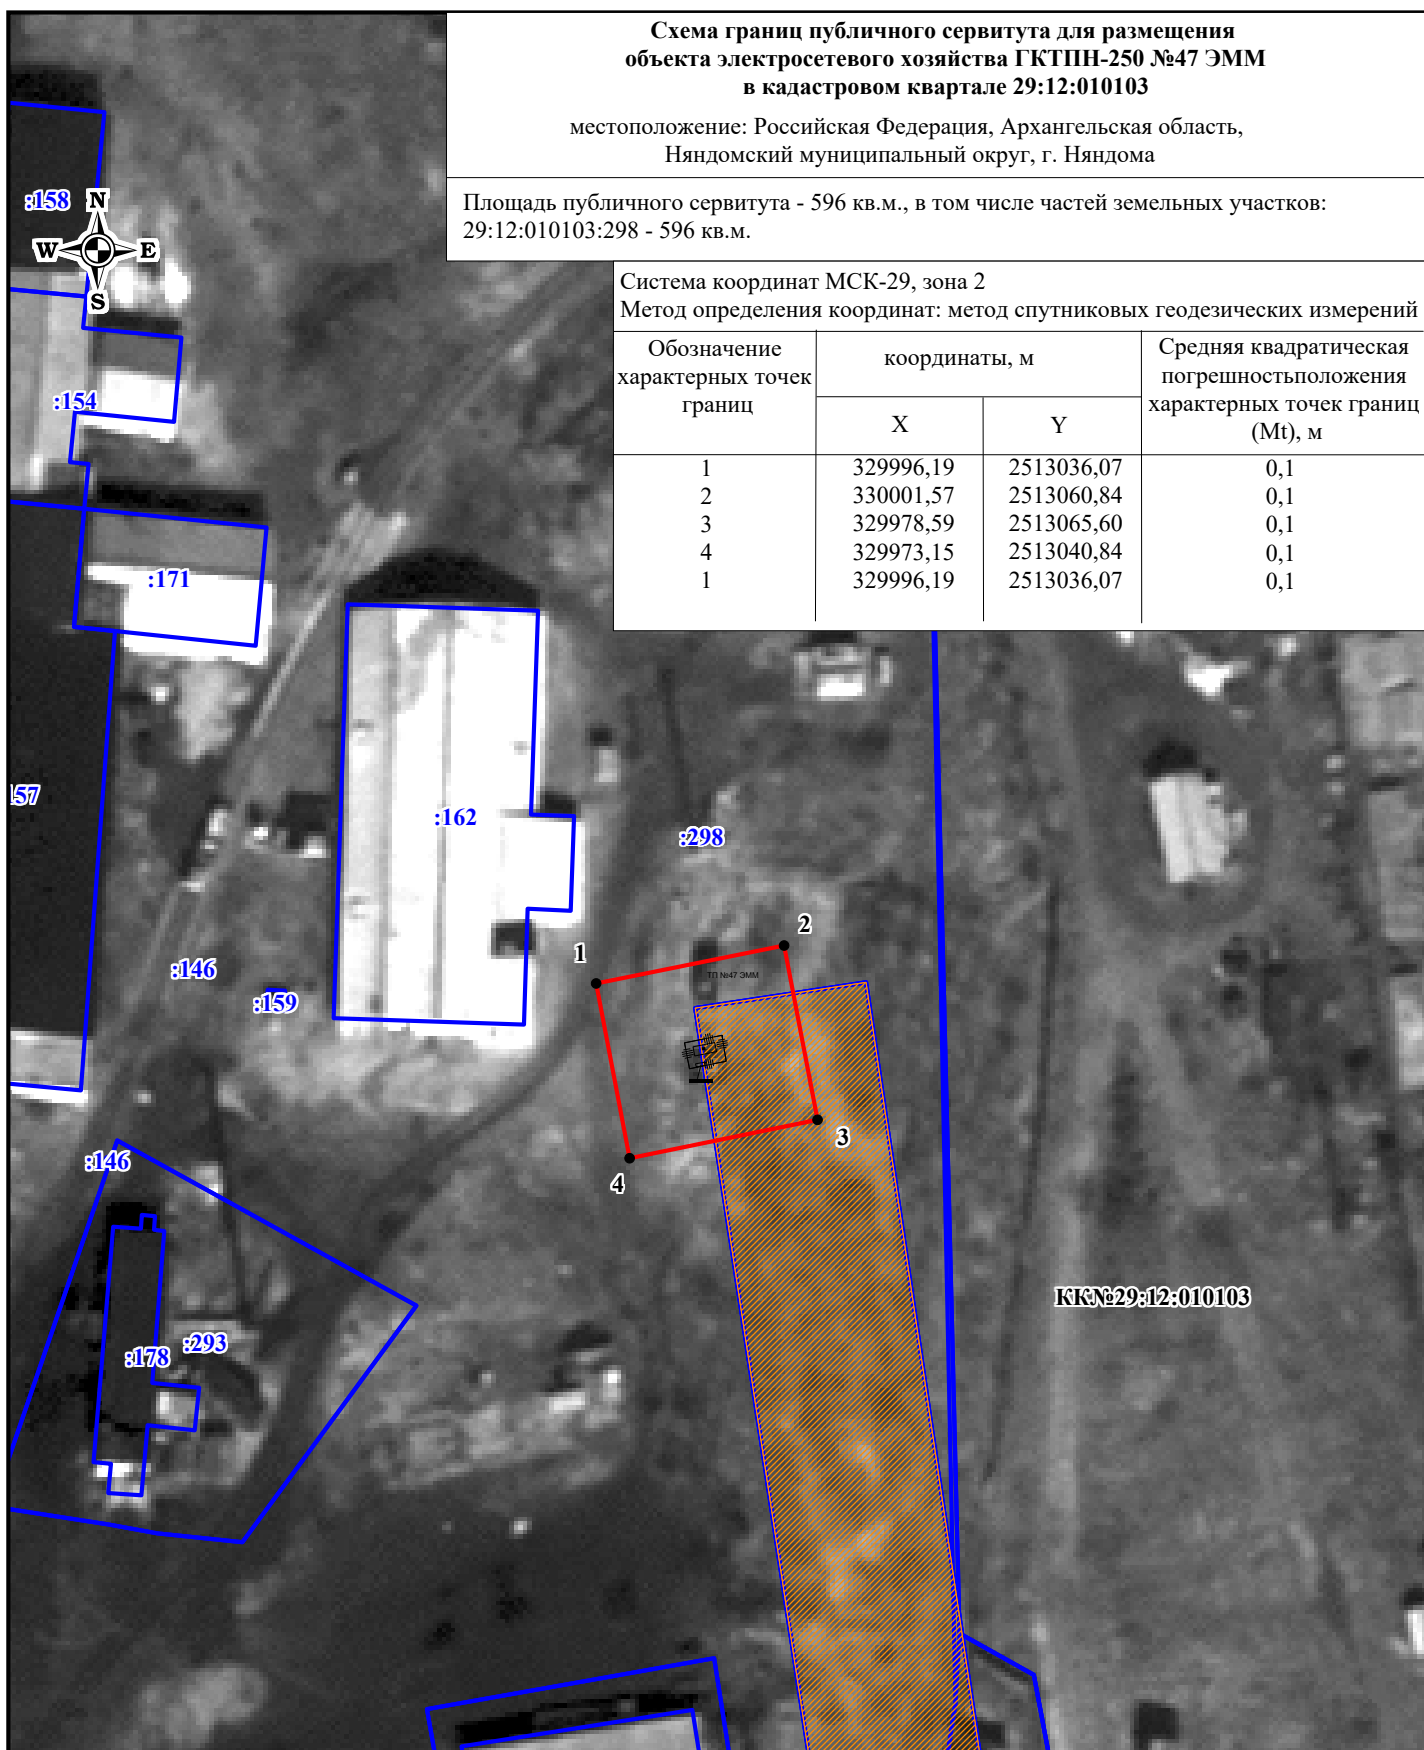 Схема границ публичного сервитута для размещения
объекта электросетевого хозяйства ГКТПН-250 №47 ЭММ
в кадастровом квартале 29:12:010103
местоположение: Российская Федерация, Архангельская область,
Няндомский муниципальный округ, г. Няндома
Площадь публичного сервитута - 596 кв.м., в том числе частей земельных участков:
29:12:010103:298 - 596 кв.м.
Система координат МСК-29, зона 2
Метод определения координат: метод спутниковых геодезических измерений
Обозначение
характерных точек
границ
координаты, м
X
Y
Средняя квадратическая
погрешностьположения
характерных точек границ
(Mt), м
1 329996,19 2513036,07 0,1
2 330001,57 2513060,84 0,1
3 329978,59 2513065,60 0,1
4 329973,15 2513040,84 0,1
1 329996,19 2513036,07 0,1
:158
N
W
E
S
:154
:171
57
:162
:298
2
1
:146
ТП №47 ЭММ
:159
3
:146
4
КК№29:12:010103
:293
:178